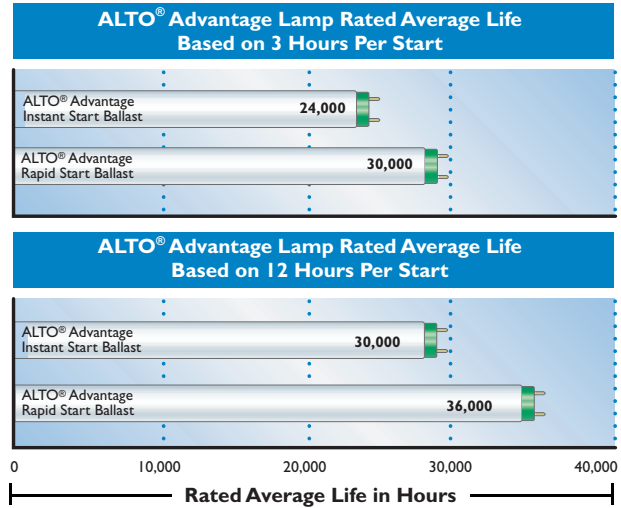 ALTO® Advantage Lamp Rated Average Life
Based on 3 Hours Per Start
ALTO® Advantage
Instant Start Ballast
24,000
ALTO® Advantage
Rapid Start Ballast
30,000
ALTO® Advantage Lamp Rated Average Life
Based on 12 Hours Per Start
ALTO® Advantage
Instant Start Ballast
30,000
ALTO® Advantage
Rapid Start Ballast
36,000
0 10,000 20,000 30,000 40,000
Rated Average Life in Hours